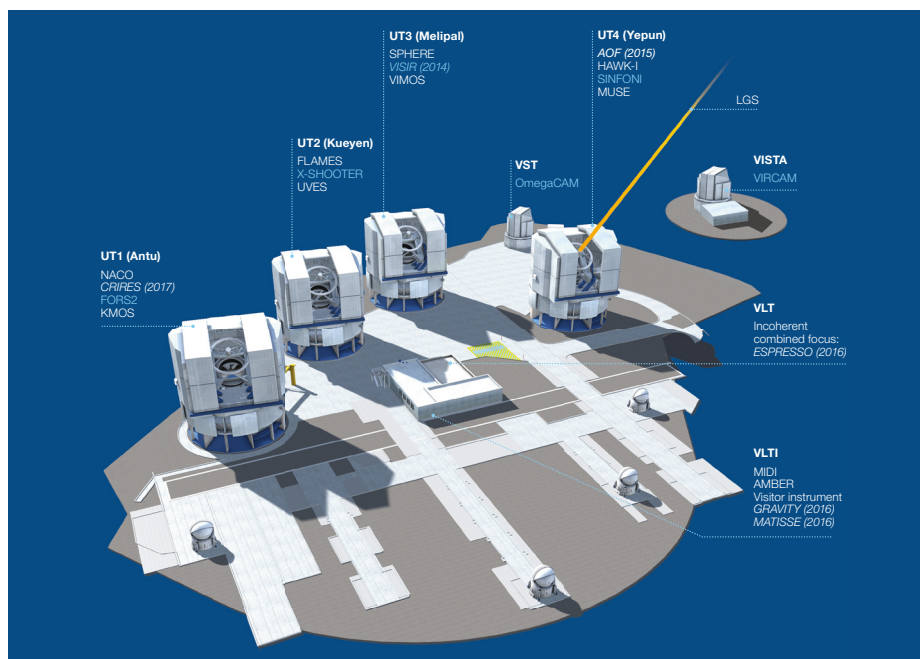 UT3 (Melipal)
SPHERE
VISIR (2014)
VIMOS
UT4 (Yepun)
AOF (2015)
HAWK-I
SINFONI
MUSE
LGS
UT2 (Kueyen)
FLAMES
X-SHOOTER
UVES
VST
OmegaCAM
VISTA
VIRCAM
UT1 (Antu)
NACO
CRIRES (2017)
FORS2
KMOS
VLT
Incoherent
combined focus:
ESPRESSO (2016)
VLTI
MIDI
AMBER
Visitor instrument
GRAVITY (2016)
MATISSE (2016)